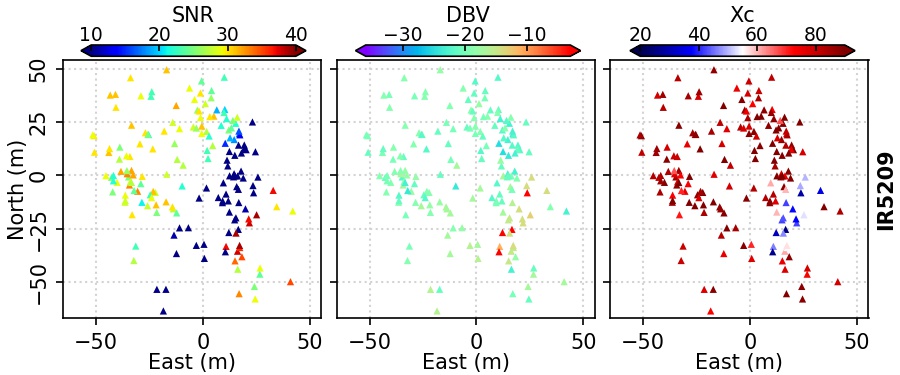 SNR DBV Xc
10 20 30 40 −30 −20 −10 20 40 60 80
50
25
0
−25
−50
North (m)
IR5209
−50 0 50 −50 0 50 −50 0 50
East (m) East (m) East (m)